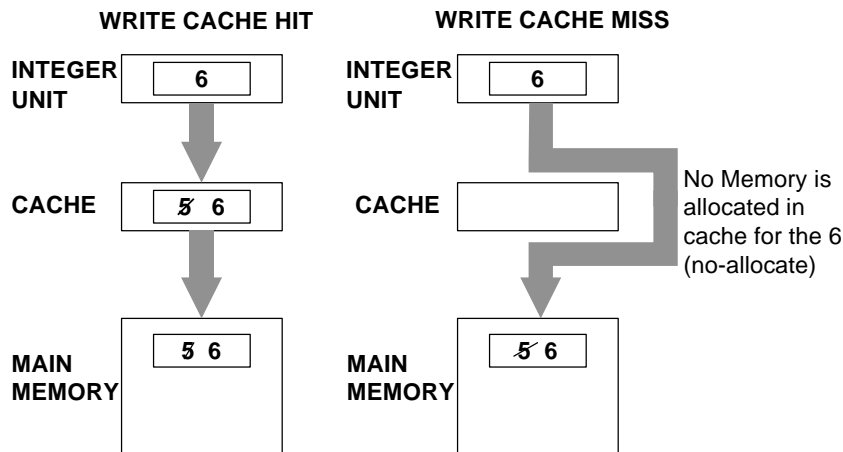 WRITE CACHE HIT
INTEGER
UNIT
6
CACHE
5 6
MAIN
MEMORY
5 6
WRITE CACHE MISS
INTEGER
UNIT
6
CACHE
No Memory is
allocated in
cache for the 6
(no-allocate)
MAIN
MEMORY
5 6